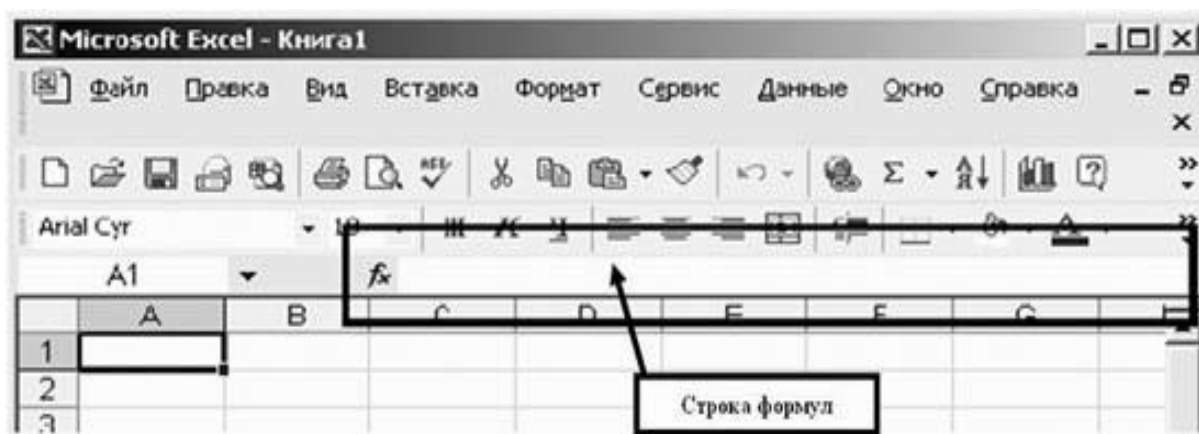 Microsoft Excel - Книга1
Файл Правка Вид Вставка Формат Сервис Данные Окно Справка
Arial Cyr 10 Ж К Ч
A1 fx
A B C D E F G
1
2
3
Строка формул